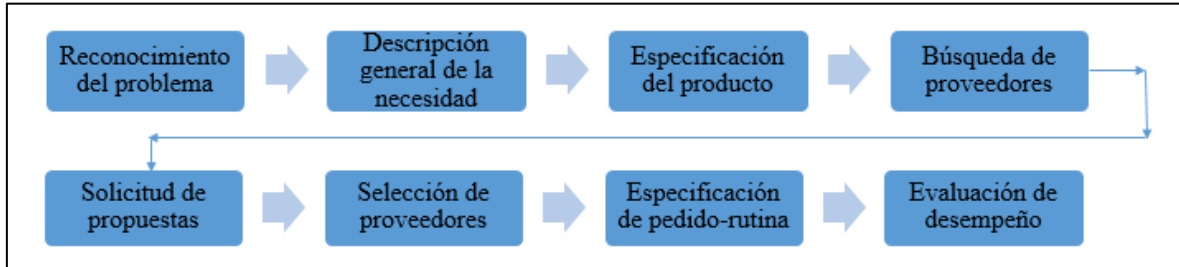 Reconocimiento
del problema
Descripción
general de la
necesidad
Especificación
del producto
Búsqueda de
proveedores
Solicitud de
propuestas
Selección de
proveedores
Especificación
de pedido-rutina
Evaluación de
desempeño